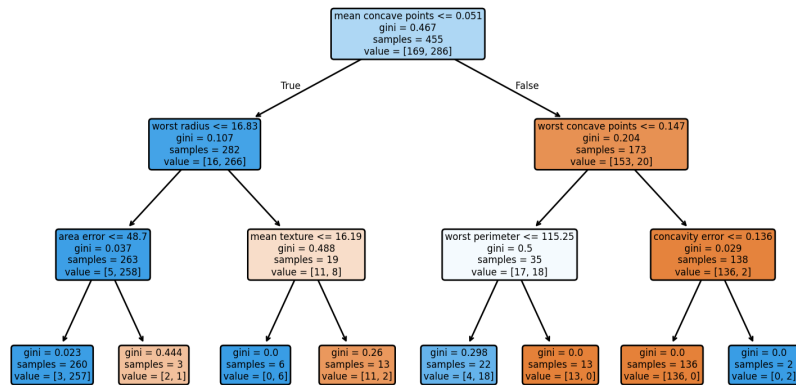 mean concave points <= 0.051
gini = 0.467
samples = 455
value = [169, 286]
True
False
worst radius <= 16.83
gini = 0.107
samples = 282
value = [16, 266]
worst concave points <= 0.147
gini = 0.204
samples = 173
value = [153, 20]
area error <= 48.7
gini = 0.037
samples = 263
value = [5, 258]
mean texture <= 16.19
gini = 0.488
samples = 19
value = [11, 8]
worst perimeter <= 115.25
gini = 0.5
samples = 35
value = [17, 18]
concavity error <= 0.136
gini = 0.029
samples = 138
value = [136, 2]
gini = 0.023
samples = 260
value = [3, 257]
gini = 0.444
samples = 3
value = [2, 1]
gini = 0.0
samples = 6
value = [0, 6]
gini = 0.26
samples = 13
value = [11, 2]
gini = 0.298
samples = 22
value = [4, 18]
gini = 0.0
samples = 13
value = [13, 0]
gini = 0.0
samples = 136
value = [136, 0]
gini = 0.0
samples = 2
value = [0, 2]